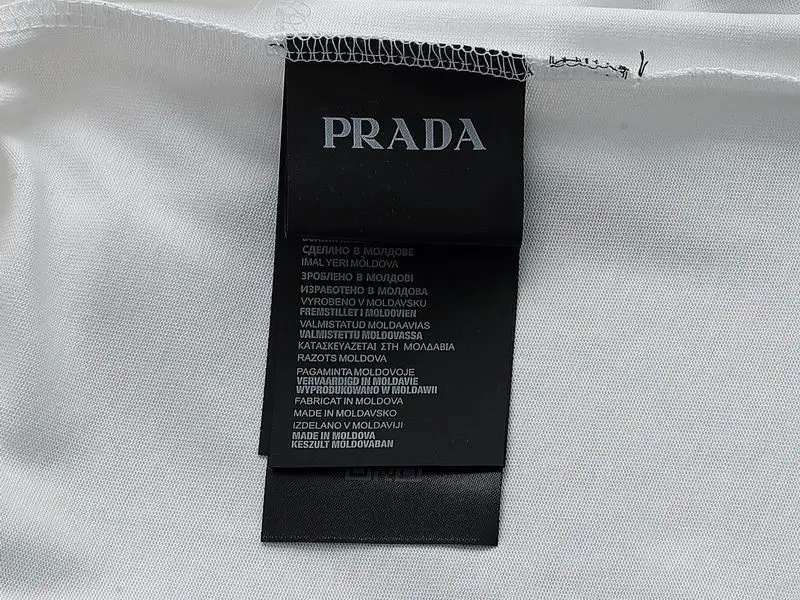 PRADA
СДЕЛАНО В МОЛДОВЕ
IMAL YERI MOLDOVA
ЗРОБЛЕНО В МОЛДОВІ
ИЗРАБОТЕНО В МОЛДОВА
VYROBENO V MOLDAVSKU
FREMSTILLET I MOLDOVIEN
VALMISTATUD MOLDAAVIAS
VALMISTETTU MOLDOVASSA
ΚΑΤΑΣΚΕΥΑΖΕΤΑΙ ΣΤΗ ΜΟΛΔΑΒΙΑ
RAZOTS MOLDOVA
PAGAMINTA MOLDOVOJE
VERVAARDIGD IN MOLDAVIE
WYPRODUKOWANO W MOLDAWII
FABRICAT IN MOLDOVA
MADE IN MOLDAVSKO
IZDELANO V MOLDAVIJI
MADE IN MOLDOVA
KESZULT MOLDOVABAN